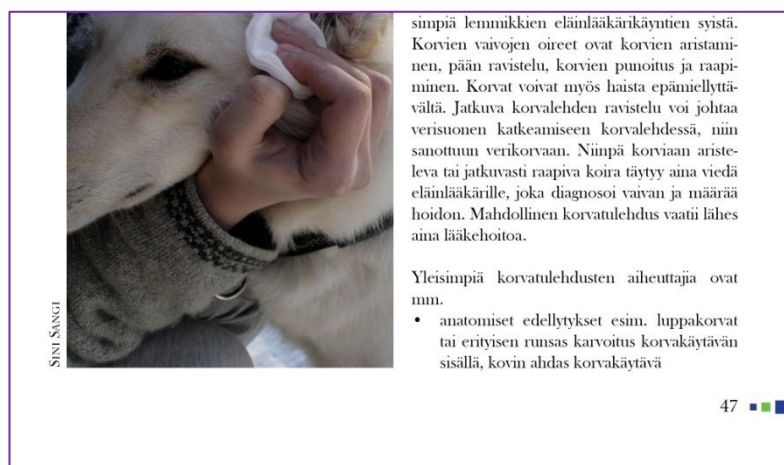 simpiä lemmikkien eläinlääkärikäyntien syistä.
Korvien vaivojen oireet ovat korvien aristami-
nen, pään ravistelu, korvien punoitus ja raapi-
minen. Korvat voivat myös haista epämiellyttä-
vältä. Jatkuva korvalehden ravistelu voi johtaa
verisuonen katkeamiseen korvalehdessä, niin
sanottuun verikorvaan. Niinpä korviaan ariste-
leva tai jatkuvasti raapiva koira täytyy aina viedä
eläinlääkärille, joka diagnosoi vaivan ja määrää
hoidon. Mahdollinen korvatulehdus vaatii lähes
aina lääkehoitoa.
Yleisimpiä korvatulehdusten aiheuttajia ovat
mm.
• anatomiset edellytykset esim. luppakorvat
tai erityisen runsas karvoitus korvakäytävän
sisällä, kovin ahdas korvakäytävä
SINI SANGI
47